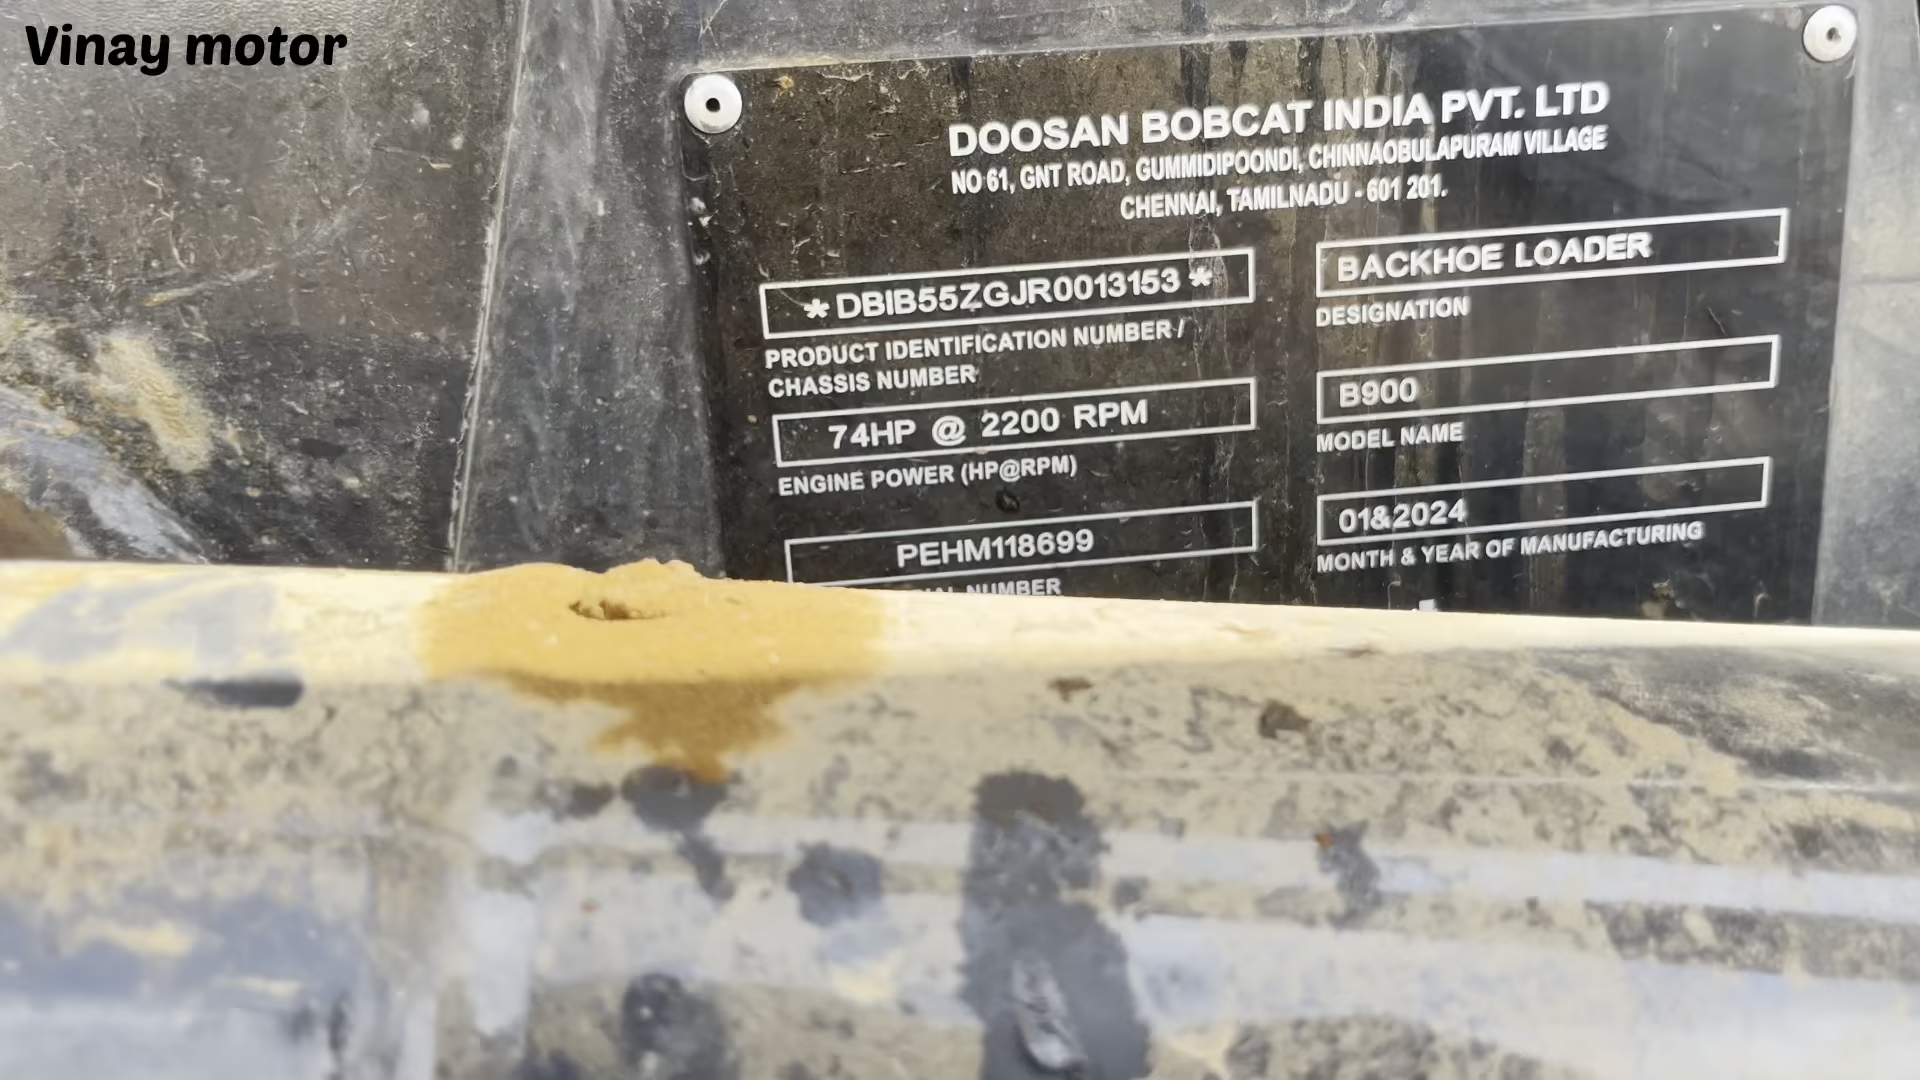 Vinay motor
DOOSAN BOBCAT INDIA PVT. LTD
NO 61, GNT ROAD, GUMMIDIPOONDI, CHINNAOBULAPURAM VILLAGE
CHENNAI, TAMILNADU - 601 201.
* DBIB55ZGJR0013153 *
PRODUCT IDENTIFICATION NUMBER /
CHASSIS NUMBER
74HP @ 2200 RPM
ENGINE POWER (HP@RPM)
PEHM118699
NUMBER
BACKHOE LOADER
DESIGNATION
B900
MODEL NAME
01&2024
MONTH & YEAR OF MANUFACTURING